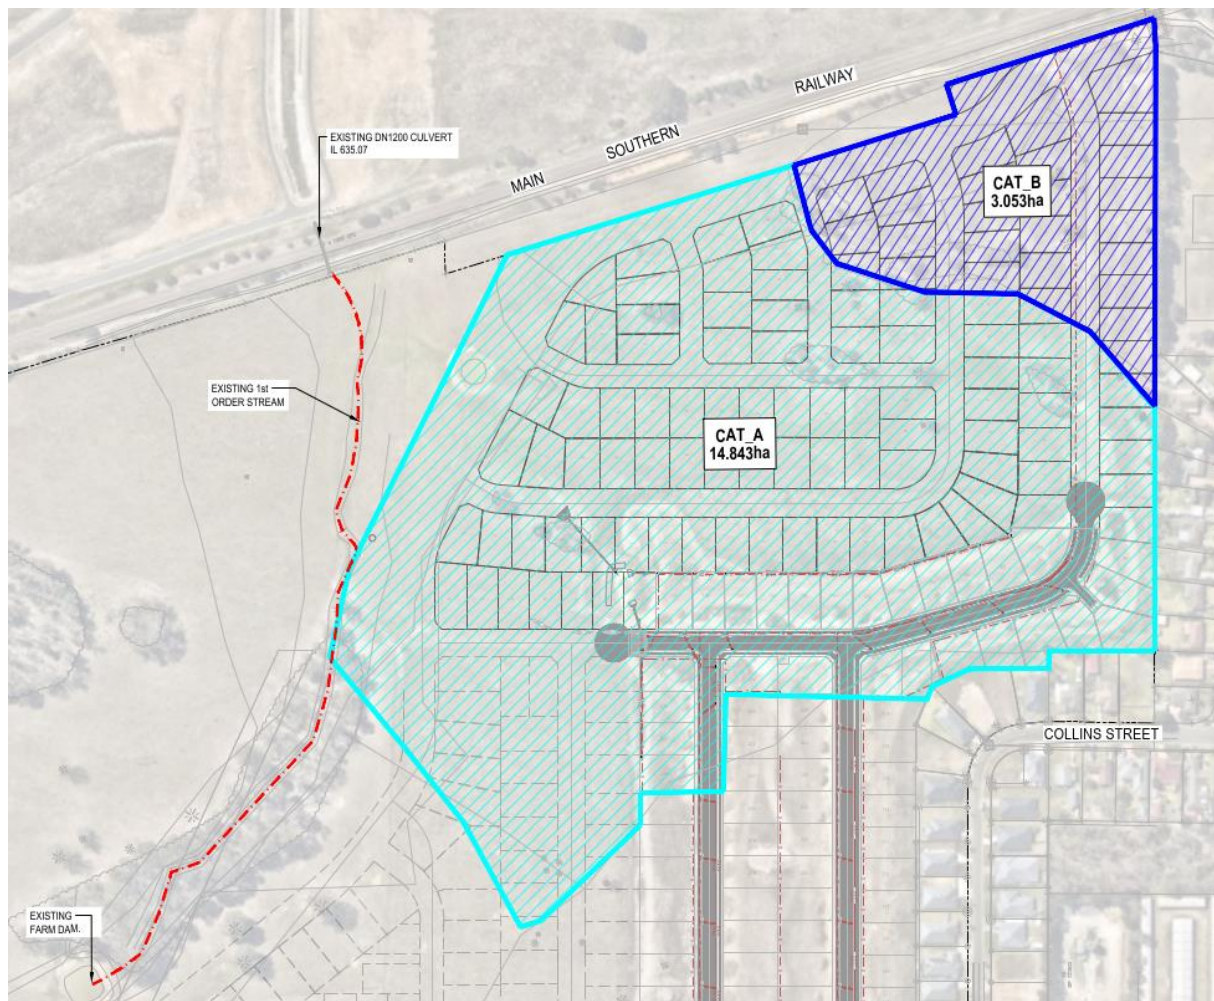 MAIN SOUTHERN RAILWAY
EXISTING DN1200 CULVERT
IL 635.07
CAT_B
3.053ha
EXISTING 1st
ORDER STREAM
CAT_A
14.843ha
COLLINS STREET
EXISTING
FARM DAM.